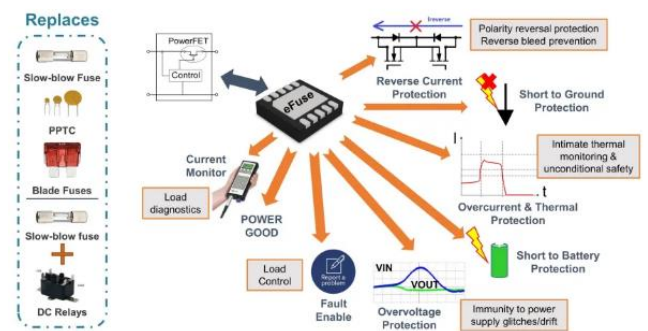 Replaces
Slow-blow Fuse
PPTC
Blade Fuses
Slow-blow fuse
DC Relays
PowerFET
Control
eFuse
Ireverse
Polarity reversal protection
Reverse bleed prevention
Reverse Current
Protection
Short to Ground
Protection
I
t
Intimate thermal
monitoring &
unconditional safety
Overcurrent & Thermal
Protection
Short to Battery
Protection
VIN
VOUT
Overvoltage
Protection
Immunity to power
supply glitches/drift
Report a
problem
Fault
Enable
Load
Control
POWER
GOOD
Current
Monitor
Load
diagnostics